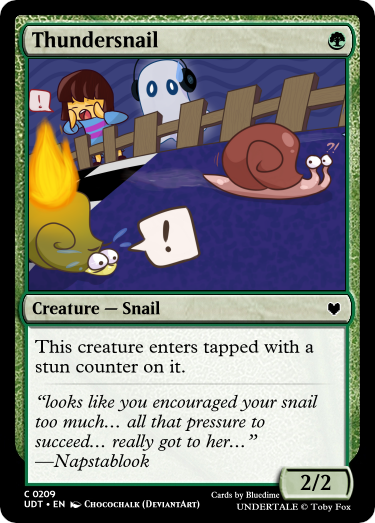 Thundersnail
!
?!
!
Creature — Snail
This creature enters tapped with a
stun counter on it.
“looks like you encouraged your snail
too much... all that pressure to
succeed... really got to her...”
—Napstablook
2/2
C 0209
UDT • EN Chocochalk (DeviantArt)
Cards by Bluedime
UNDERTALE © Toby Fox